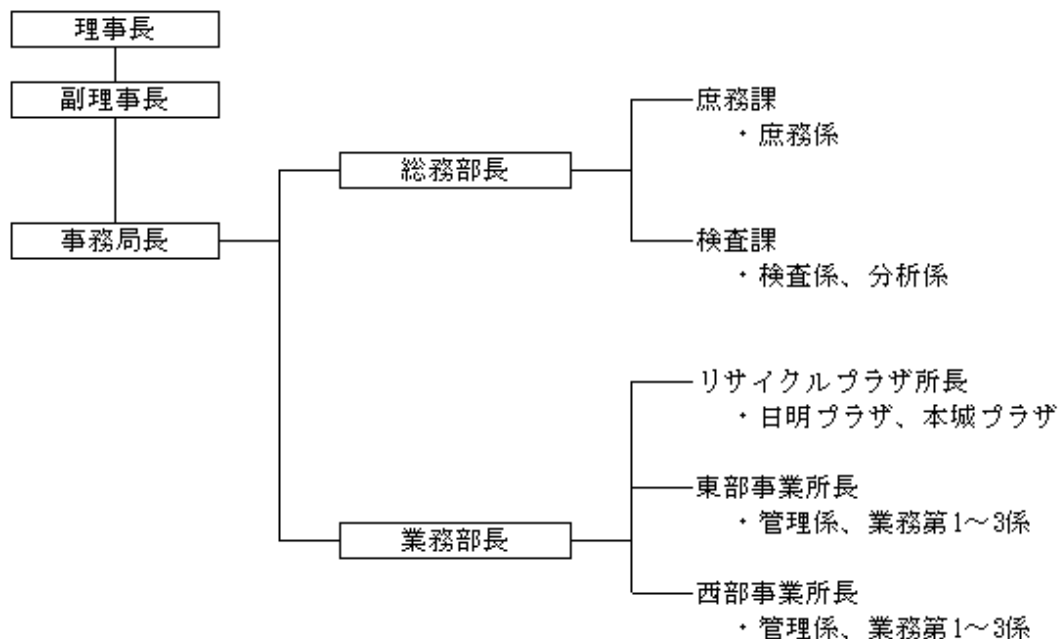 理事長
副理事長
事務局長
総務部長
庶務課
・庶務係
検査課
・検査係、分析係
業務部長
リサイクルプラザ所長
・日明プラザ、本城プラザ
東部事業所長
・管理係、業務第1～3係
西部事業所長
・管理係、業務第1～3係